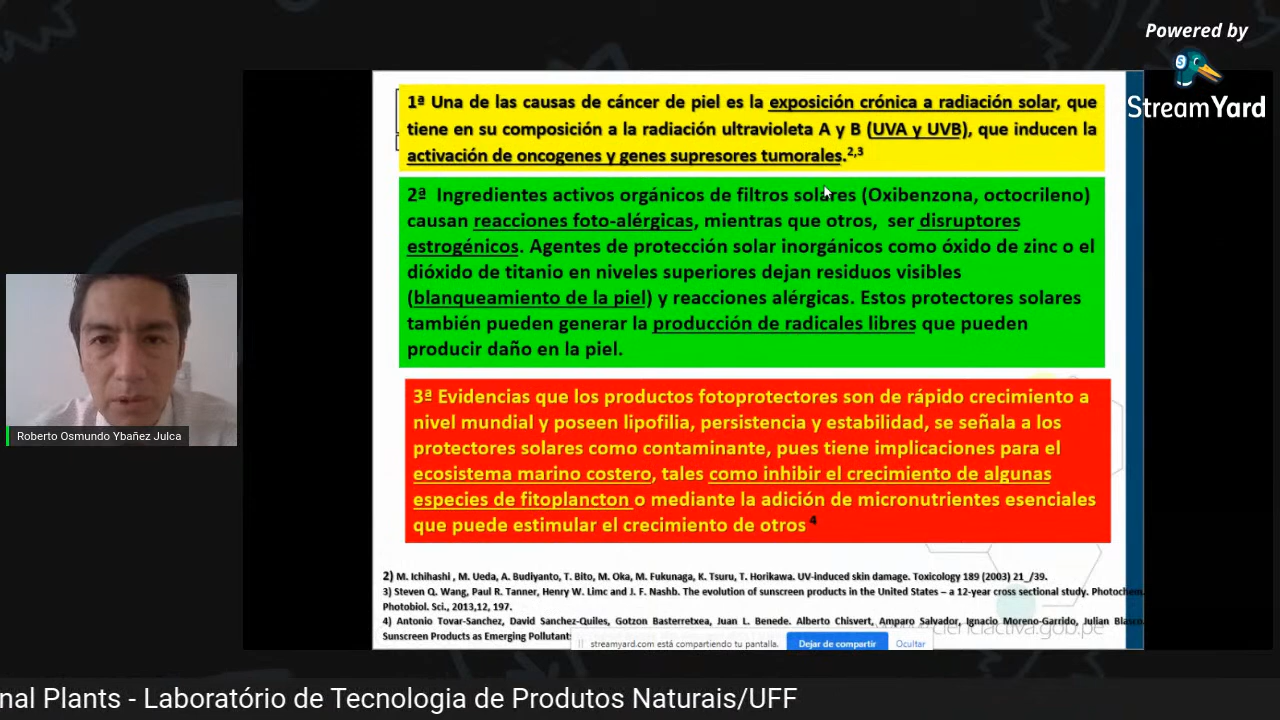 Powered by
StreamYard
1ª Una de las causas de cáncer de piel es la exposición crónica a radiación solar, que
tiene en su composición a la radiación ultravioleta A y B (UVA y UVB), que inducen la
activación de oncogenes y genes supresores tumorales.2,3
2ª Ingredientes activos orgánicos de filtros solares (Oxibenzona, octocrileno)
causan reacciones foto-alérgicas, mientras que otros, ser disruptores
estrogénicos. Agentes de protección solar inorgánicos como óxido de zinc o el
dióxido de titanio en niveles superiores dejan residuos visibles
(blanqueamiento de la piel) y reacciones alérgicas. Estos protectores solares
también pueden generar la producción de radicales libres que pueden
producir daño en la piel.
3ª Evidencias que los productos fotoprotectores son de rápido crecimiento a
nivel mundial y poseen lipofilia, persistencia y estabilidad, se señala a los
protectores solares como contaminante, pues tiene implicaciones para el
ecosistema marino costero, tales como inhibir el crecimiento de algunas
especies de fitoplancton o mediante la adición de micronutrientes esenciales
que puede estimular el crecimiento de otros 4
Roberto Osmundo Ybañez Julca
2) M. Ichihashi , M. Ueda, A. Budiyanto, T. Bito, M. Oka, M. Fukunaga, K. Tsuru, T. Horikawa. UV-induced skin damage. Toxicology 189 (2003) 21_/39.
3) Steven Q. Wang, Paul R. Tanner, Henry W. Limc and J. F. Nashb. The evolution of sunscreen products in the United States – a 12-year cross sectional study. Photochem.
Photobiol. Sci., 2013,12, 197.
4) Antonio Tovar-Sanchez, David Sanchez-Quiles, Gotzon Basterretxea, Juan L. Benede. Alberto Chisvert, Amparo Salvador, Ignacio Moreno-Garrido, Julian Blasco.
Sunscreen Products as Emerging Pollutants
cienciactiva.gob.pe
streamyard.com está compartiendo tu pantalla.
Dejar de compartir
Ocultar
nal Plants - Laboratório de Tecnologia de Produtos Naturais/UFF